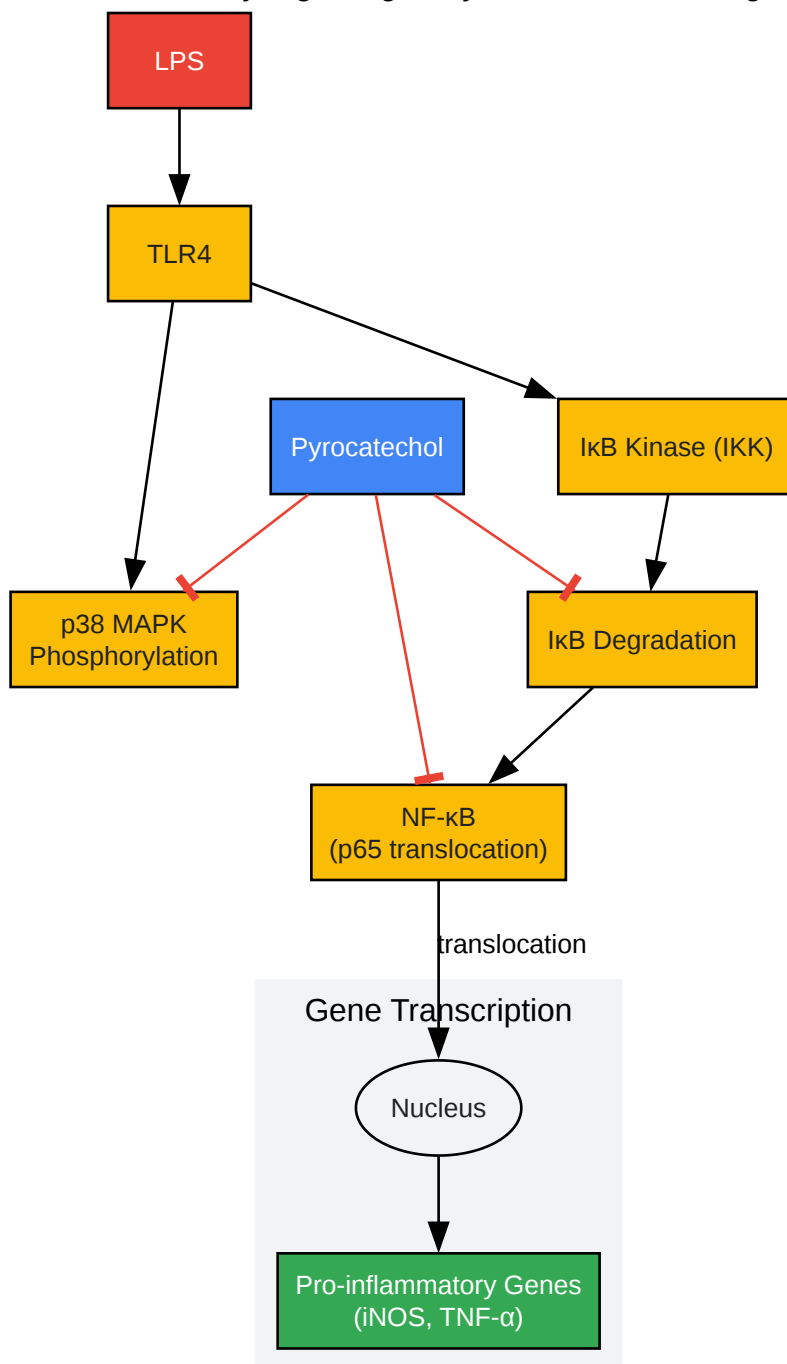 LPS
TLR4
Pyrocatechol
IκB Kinase (IKK)
p38 MAPK
Phosphorylation
IκB Degradation
NF-κB
(p65 translocation)
translocation
Gene Transcription
Nucleus
Pro-inflammatory Genes
(iNOS, TNF-α)